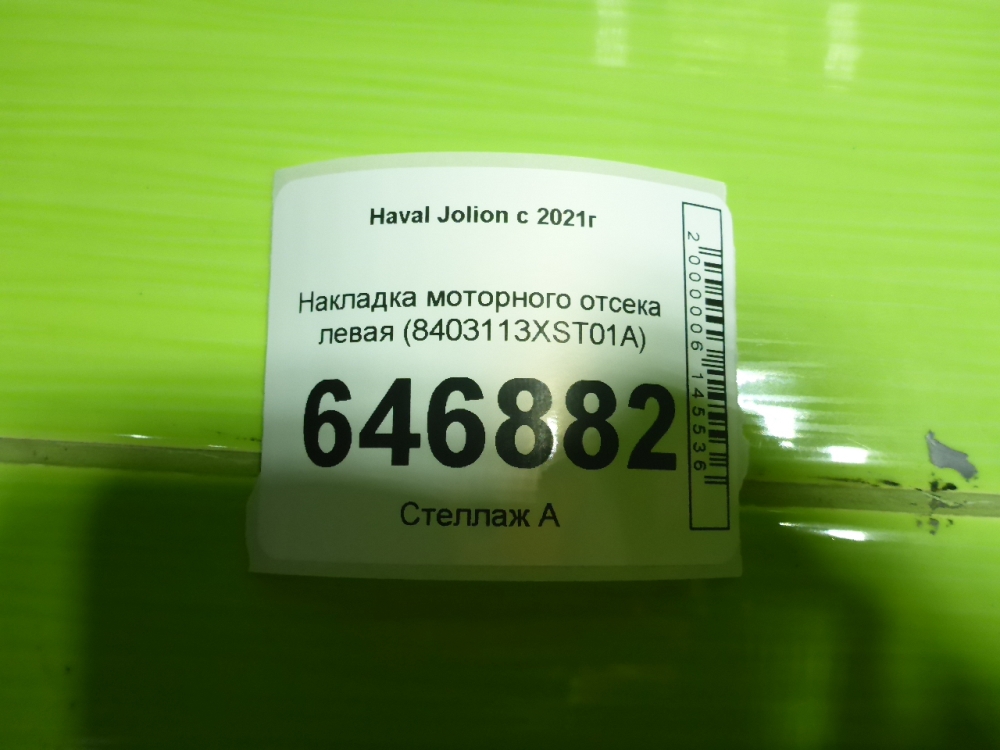 Haval Jolion с 2021г
Накладка моторного отсека
левая (8403113XST01A)
646882
Стеллаж А
2000006145536